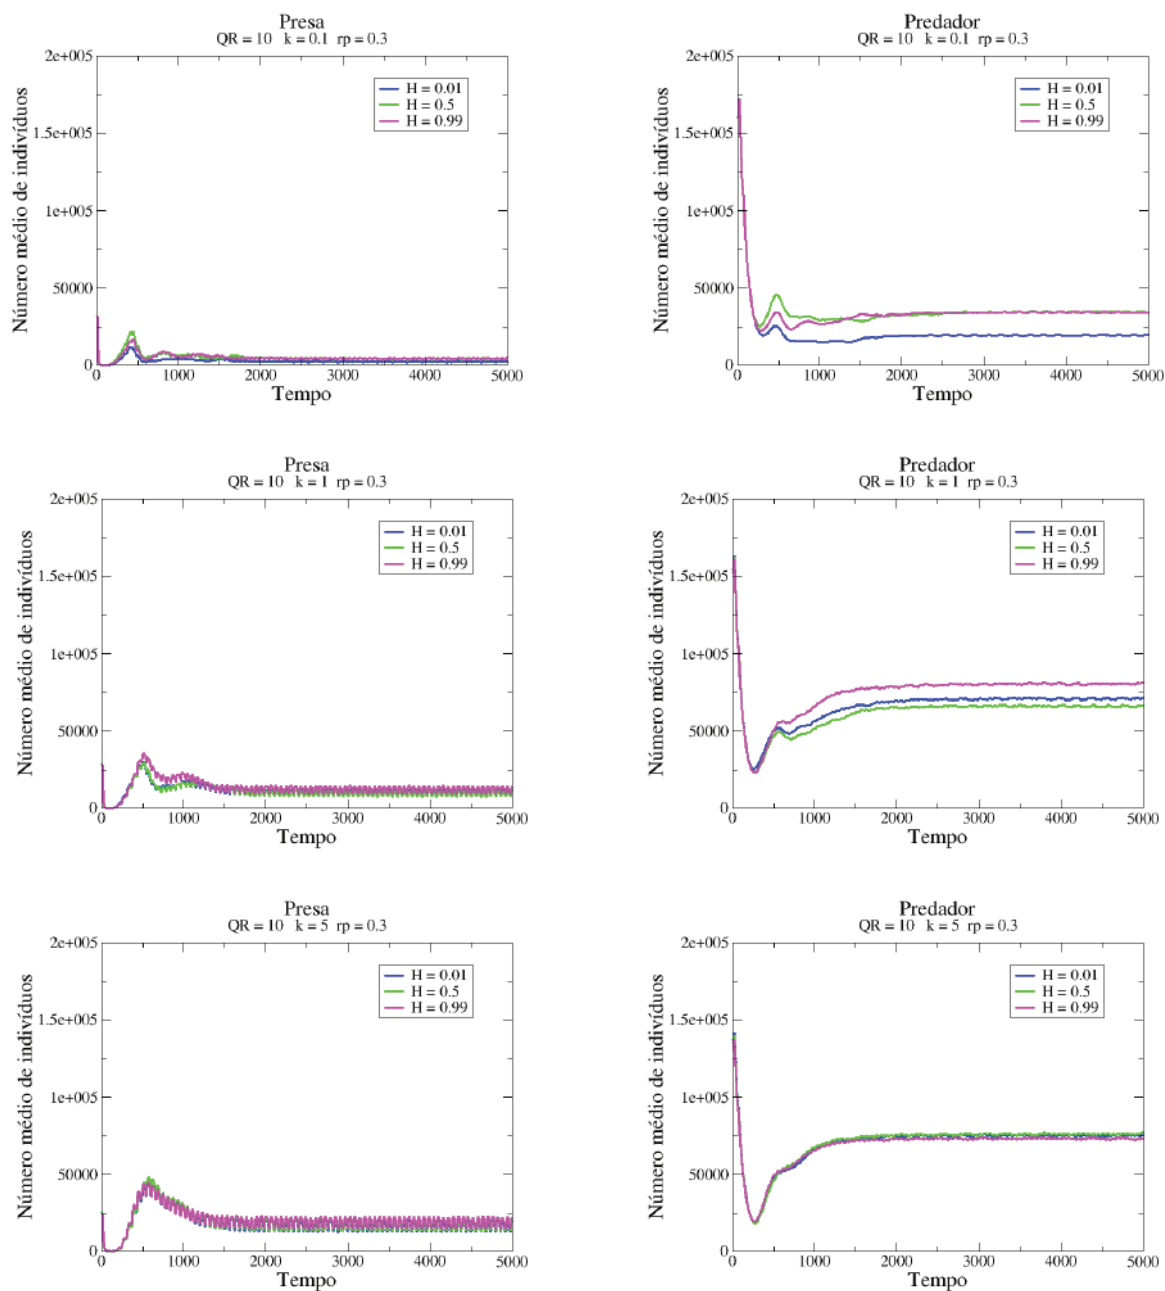 Presa
QR = 10 k = 0.1 rp = 0.3
Número médio de indivíduos
2e+005
1.5e+005
1e+005
50000
0
H = 0.01
H = 0.5
H = 0.99
0 1000 2000 3000 4000 5000
Tempo
Predador
QR = 10 k = 0.1 rp = 0.3
Número médio de indivíduos
2e+005
1.5e+005
1e+005
50000
0
H = 0.01
H = 0.5
H = 0.99
0 1000 2000 3000 4000 5000
Tempo
Presa
QR = 10 k = 1 rp = 0.3
Número médio de indivíduos
2e+005
1.5e+005
1e+005
50000
0
H = 0.01
H = 0.5
H = 0.99
0 1000 2000 3000 4000 5000
Tempo
Predador
QR = 10 k = 1 rp = 0.3
Número médio de indivíduos
2e+005
1.5e+005
1e+005
50000
0
H = 0.01
H = 0.5
H = 0.99
0 1000 2000 3000 4000 5000
Tempo
Presa
QR = 10 k = 5 rp = 0.3
Número médio de indivíduos
2e+005
1.5e+005
1e+005
50000
0
H = 0.01
H = 0.5
H = 0.99
0 1000 2000 3000 4000 5000
Tempo
Predador
QR = 10 k = 5 rp = 0.3
Número médio de indivíduos
2e+005
1.5e+005
1e+005
50000
0
H = 0.01
H = 0.5
H = 0.99
0 1000 2000 3000 4000 5000
Tempo